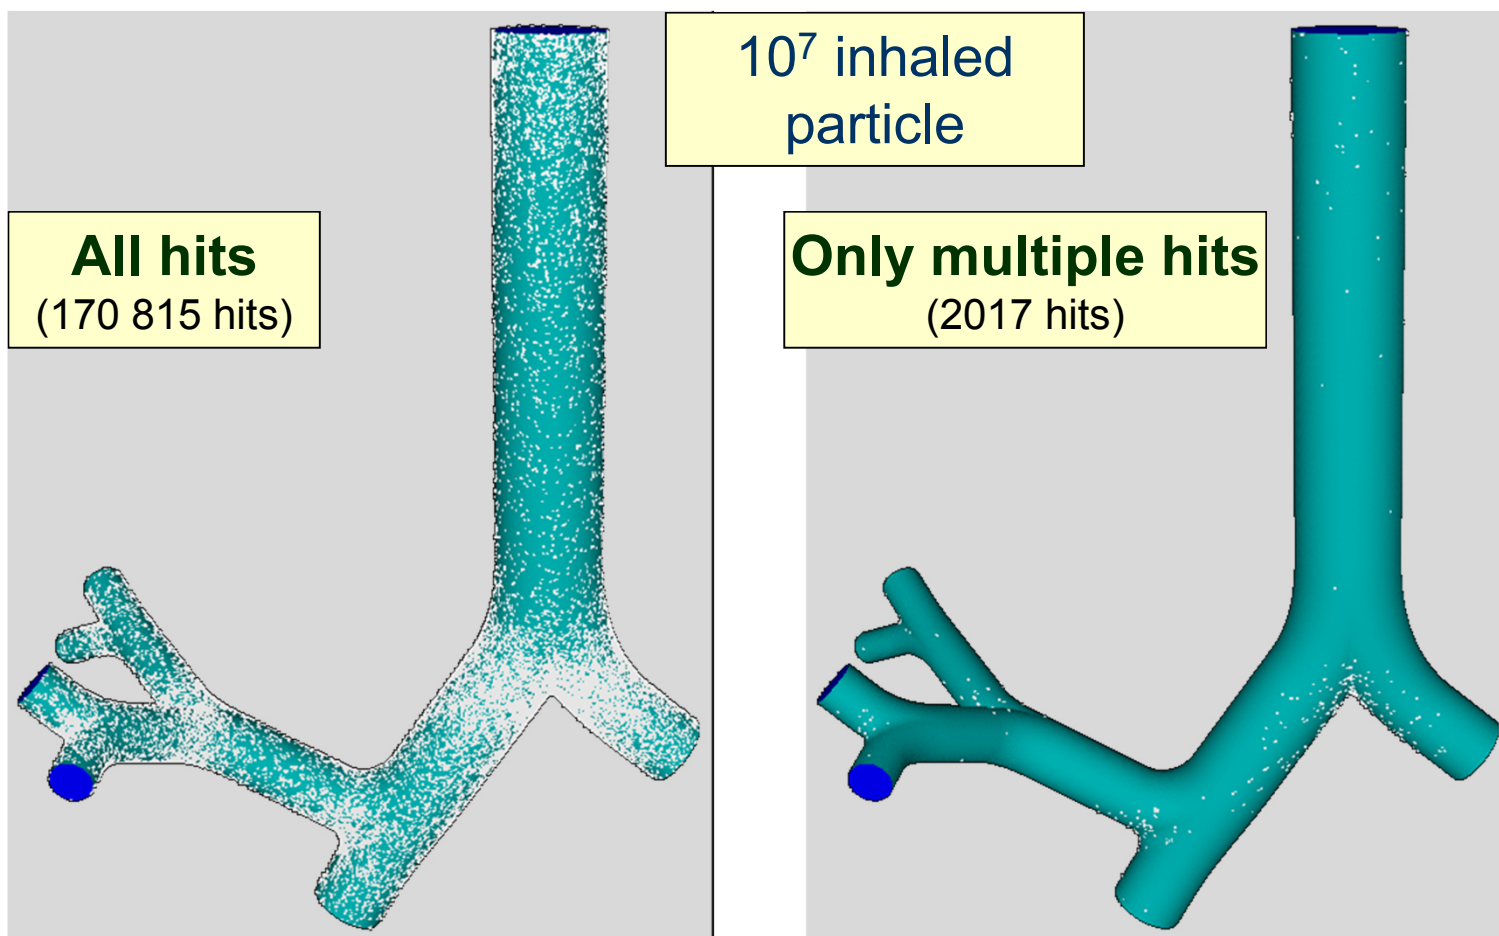 10⁷ inhaled
particle
All hits
(170 815 hits)
Only multiple hits
(2017 hits)